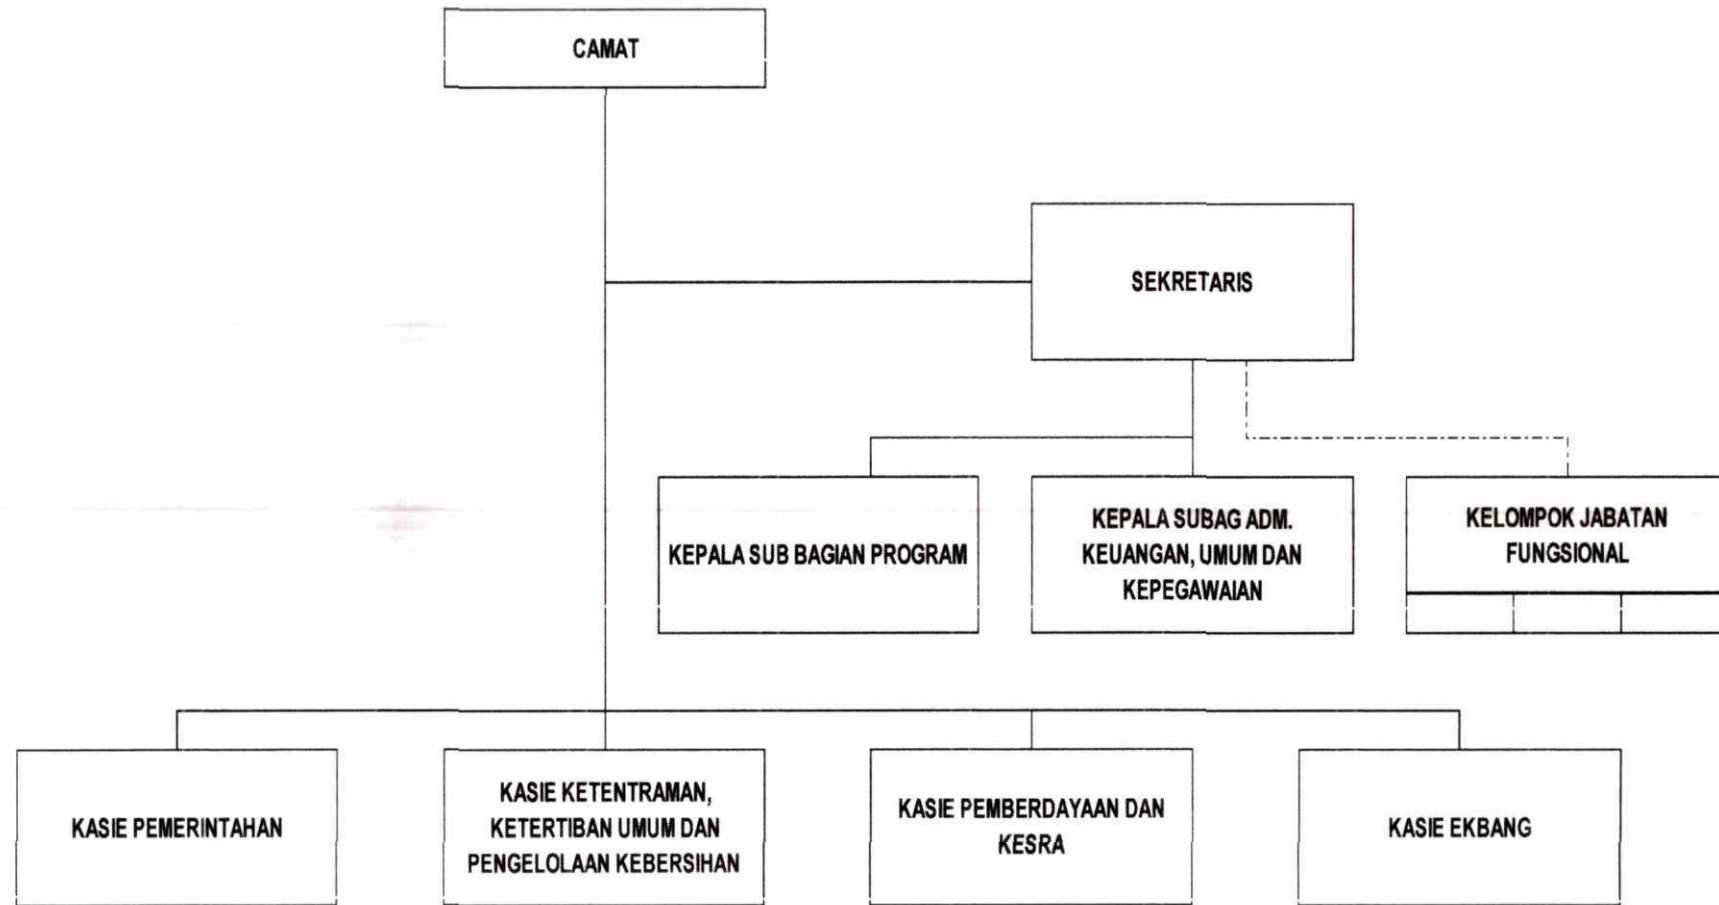 CAMAT
SEKRETARIS
KEPALA SUB BAGIAN PROGRAM
KEPALA SUBAG ADM.
KEUANGAN, UMUM DAN
KEPEGAWAIAN
KELOMPOK JABATAN
FUNGSIONAL
KASIE PEMERINTAHAN
KASIE KETENTRAMAN,
KETERTIBAN UMUM DAN
PENGELOLAAN KEBERSIHAN
KASIE PEMBERDAYAAN DAN
KESRA
KASIE EKBANG